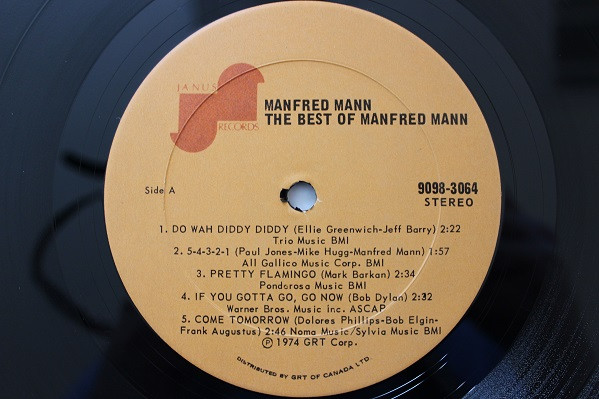 JANUS
RECORDS
MANFRED MANN
THE BEST OF MANFRED MANN
Side A
9098-3064
STEREO
1. DO WAH DIDDY DIDDY (Ellie Greenwich-Jeff Barry) 2:22
Trio Music BMI
2. 5-4-3-2-1 (Paul Jones-Mike Hugg-Manfred Mann) 1:57
All Gallico Music Corp. BMI
3. PRETTY FLAMINGO (Mark Barkan) 2:34
Ponderosa Music BMI
4. IF YOU GOTTA GO, GO NOW (Bob Dylan) 2:32
Warner Bros. Music inc. ASCAP
5. COME TOMORROW (Dolores Phillips-Bob Elgin-
Frank Augustus) 2:46 Noma Music/Sylvia Music BMI
Ⓟ 1974 GRT Corp.
DISTRIBUTED BY GRT OF CANADA LTD.